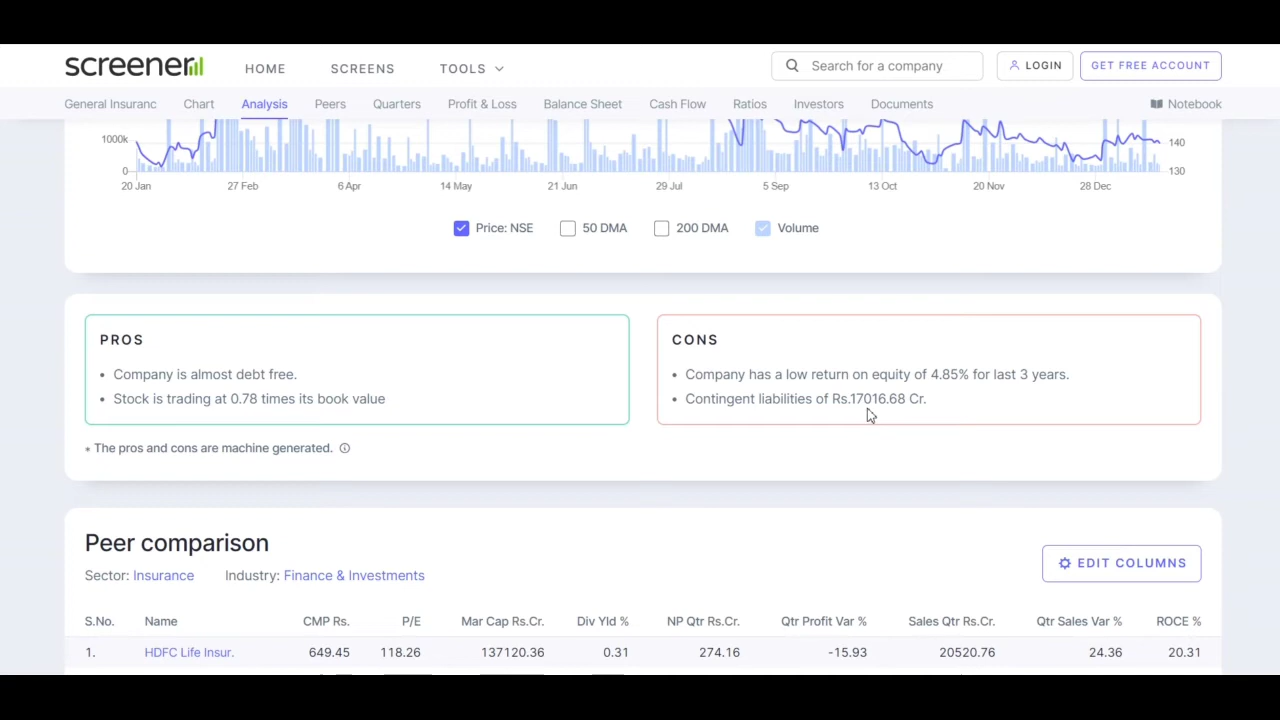 screener
HOME SCREENS TOOLS
Search for a company
LOGIN
GET FREE ACCOUNT
General Insuranc Chart Analysis Peers Quarters Profit & Loss Balance Sheet Cash Flow Ratios Investors Documents Notebook
1000k 140
0 130
20 Jan 27 Feb 6 Apr 14 May 21 Jun 29 Jul 5 Sep 13 Oct 20 Nov 28 Dec
Price: NSE 50 DMA 200 DMA Volume
PROS
• Company is almost debt free.
• Stock is trading at 0.78 times its book value
CONS
• Company has a low return on equity of 4.85% for last 3 years.
• Contingent liabilities of Rs.17016.68 Cr.
* The pros and cons are machine generated.
Peer comparison
Sector: Insurance Industry: Finance & Investments
EDIT COLUMNS
S.No. Name CMP Rs. P/E Mar Cap Rs.Cr. Div Yld % NP Qtr Rs.Cr. Qtr Profit Var % Sales Qtr Rs.Cr. Qtr Sales Var % ROCE %
1. HDFC Life Insur. 649.45 118.26 137120.36 0.31 274.16 -15.93 20520.76 24.36 20.31